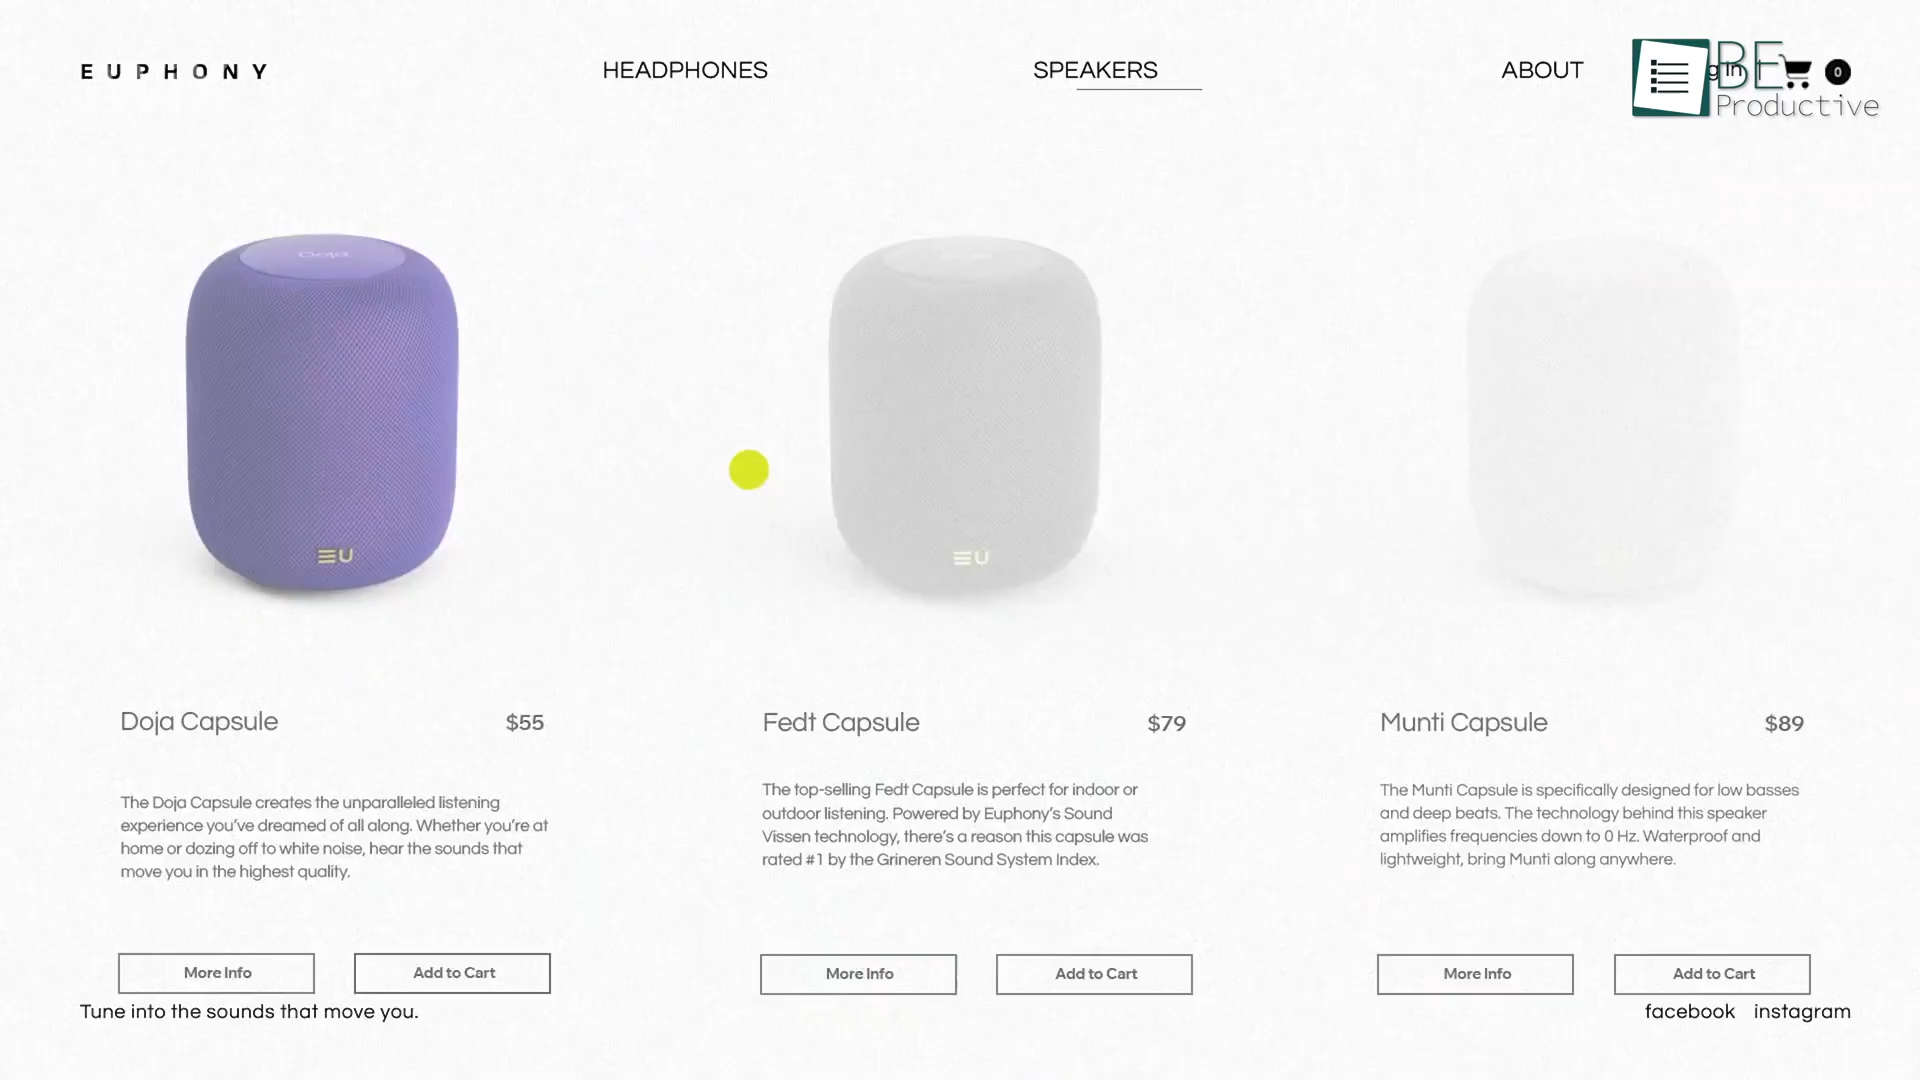 EUPHONY
HEADPHONES
SPEAKERS
ABOUT
BE
Productive
0
Doja
EU
EU
Doja Capsule
$55
The Doja Capsule creates the unparalleled listening
experience you've dreamed of all along. Whether you're at
home or dozing off to white noise, hear the sounds that
move you in the highest quality.
More Info
Add to Cart
Fedt Capsule
$79
The top-selling Fedt Capsule is perfect for indoor or
outdoor listening. Powered by Euphony's Sound
Vissen technology, there's a reason this capsule was
rated #1 by the Grineren Sound System Index.
More Info
Add to Cart
Munti Capsule
$89
The Munti Capsule is specifically designed for low basses
and deep beats. The technology behind this speaker
amplifies frequencies down to 0 Hz. Waterproof and
lightweight, bring Munti along anywhere.
More Info
Add to Cart
Tune into the sounds that move you.
facebook instagram